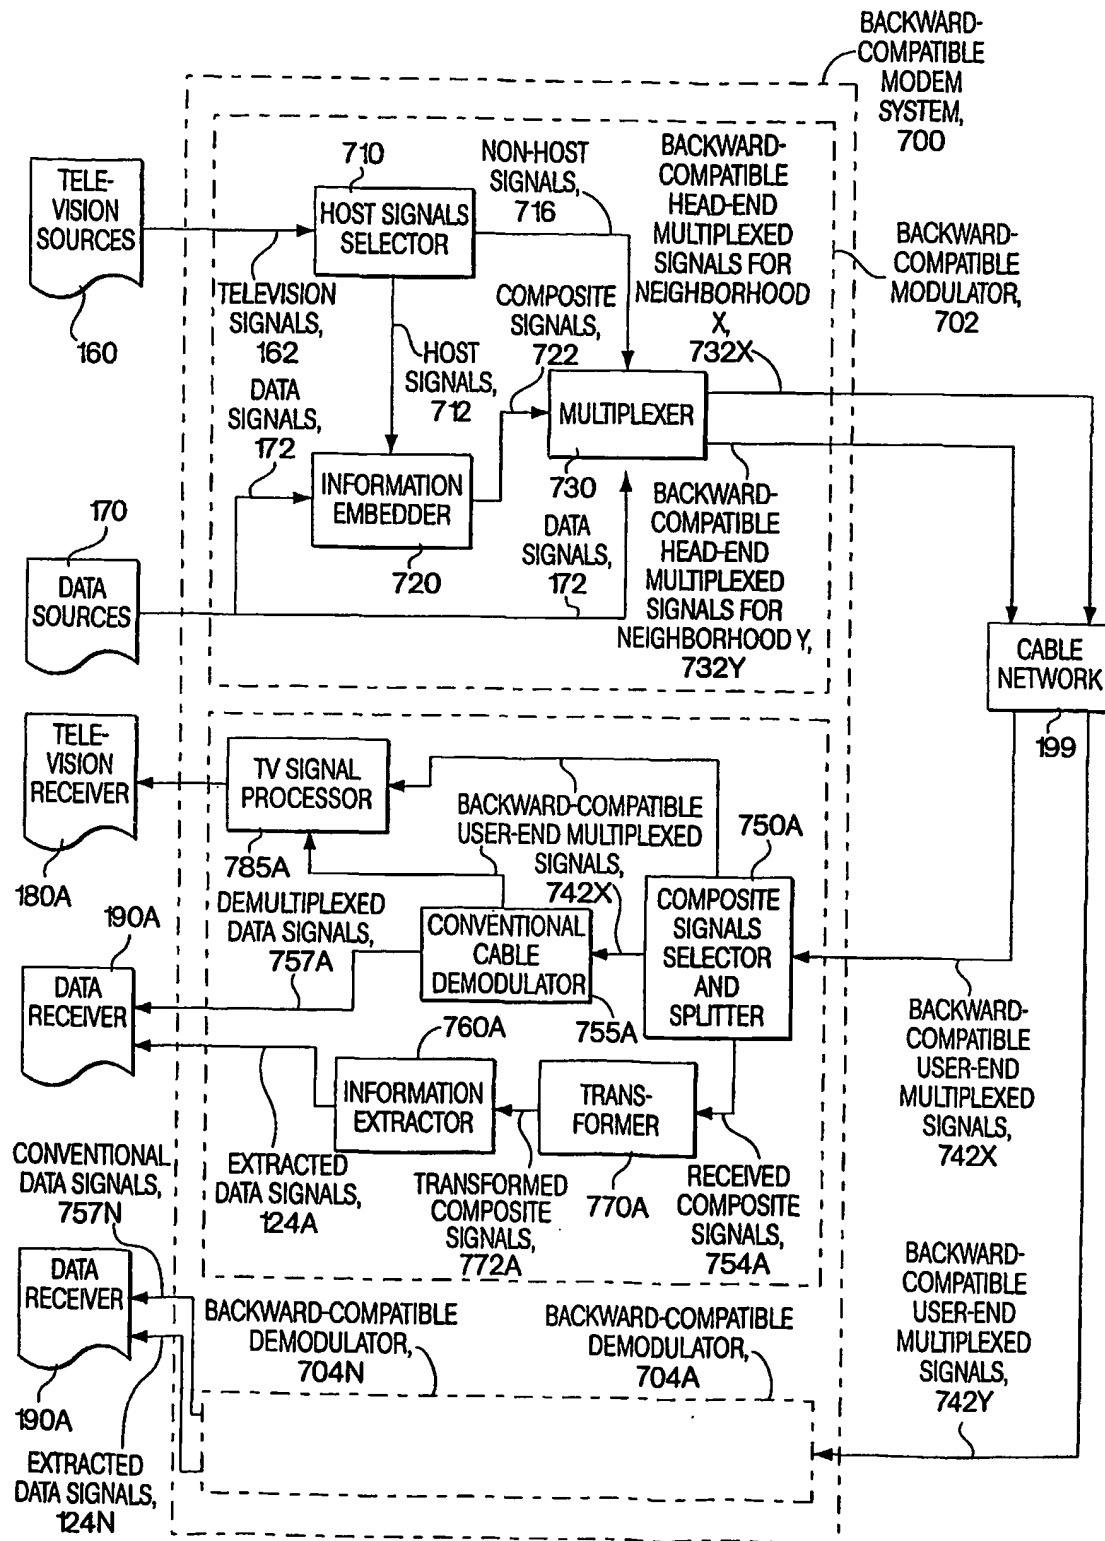 BACKWARD-
COMPATIBLE
MODEM
SYSTEM,
700
TELE-
VISION
SOURCES
160
710
HOST SIGNALS
SELECTOR
NON-HOST
SIGNALS,
716
BACKWARD-
COMPATIBLE
HEAD-END
MULTIPLEXED
SIGNALS FOR
NEIGHBORHOOD
X,
732X
BACKWARD-
COMPATIBLE
MODULATOR,
702
TELEVISION
SIGNALS,
162
HOST
SIGNALS,
712
COMPOSITE
SIGNALS,
722
DATA
SIGNALS,
172
MULTIPLEXER
730
INFORMATION
EMBEDDER
720
DATA
SIGNALS,
172
BACKWARD-
COMPATIBLE
HEAD-END
MULTIPLEXED
SIGNALS FOR
NEIGHBORHOOD Y,
732Y
170
DATA
SOURCES
CABLE
NETWORK
199
TELE-
VISION
RECEIVER
180A
TV SIGNAL
PROCESSOR
785A
BACKWARD-COMPATIBLE
USER-END MULTIPLEXED
SIGNALS,
742X
750A
COMPOSITE
SIGNALS
SELECTOR
AND
SPLITTER
DEMULTIPLEXED
DATA SIGNALS,
757A
CONVENTIONAL
CABLE
DEMODULATOR
755A
190A
DATA
RECEIVER
760A
INFORMATION
EXTRACTOR
TRANS-
FORMER
770A
BACKWARD-
COMPATIBLE
USER-END
MULTIPLEXED
SIGNALS,
742X
EXTRACTED
DATA SIGNALS,
124A
TRANSFORMED
COMPOSITE
SIGNALS,
772A
RECEIVED
COMPOSITE
SIGNALS,
754A
CONVENTIONAL
DATA SIGNALS,
757N
DATA
RECEIVER
190A
EXTRACTED
DATA SIGNALS,
124N
BACKWARD-COMPATIBLE
DEMODULATOR,
704N
BACKWARD-COMPATIBLE
DEMODULATOR,
704A
BACKWARD-
COMPATIBLE
USER-END
MULTIPLEXED
SIGNALS,
742Y